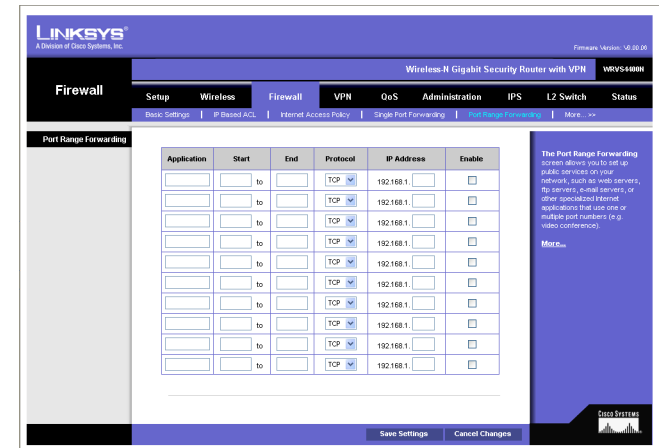 LINKSYS®
A Division of Cisco Systems, Inc.
Firmware Version: V0.00.06
Wireless-N Gigabit Security Router with VPN WRVS4400N
Firewall
Setup Wireless Firewall VPN QoS Administration IPS L2 Switch Status
Basic Settings | IP Based ACL | Internet Access Policy | Single Port Forwarding | Port Range Forwarding | More... >>
Port Range Forwarding
Application Start End Protocol IP Address Enable
to TCP 192.168.1.
to TCP 192.168.1.
to TCP 192.168.1.
to TCP 192.168.1.
to TCP 192.168.1.
to TCP 192.168.1.
to TCP 192.168.1.
to TCP 192.168.1.
to TCP 192.168.1.
to TCP 192.168.1.
The Port Range Forwarding
screen allows you to set up
public services on your
network, such as web servers,
ftp servers, e-mail servers, or
other specialized Internet
applications that use one or
multiple port numbers (e.g.
video conference).
More...
Save Settings Cancel Changes
CISCO SYSTEMS